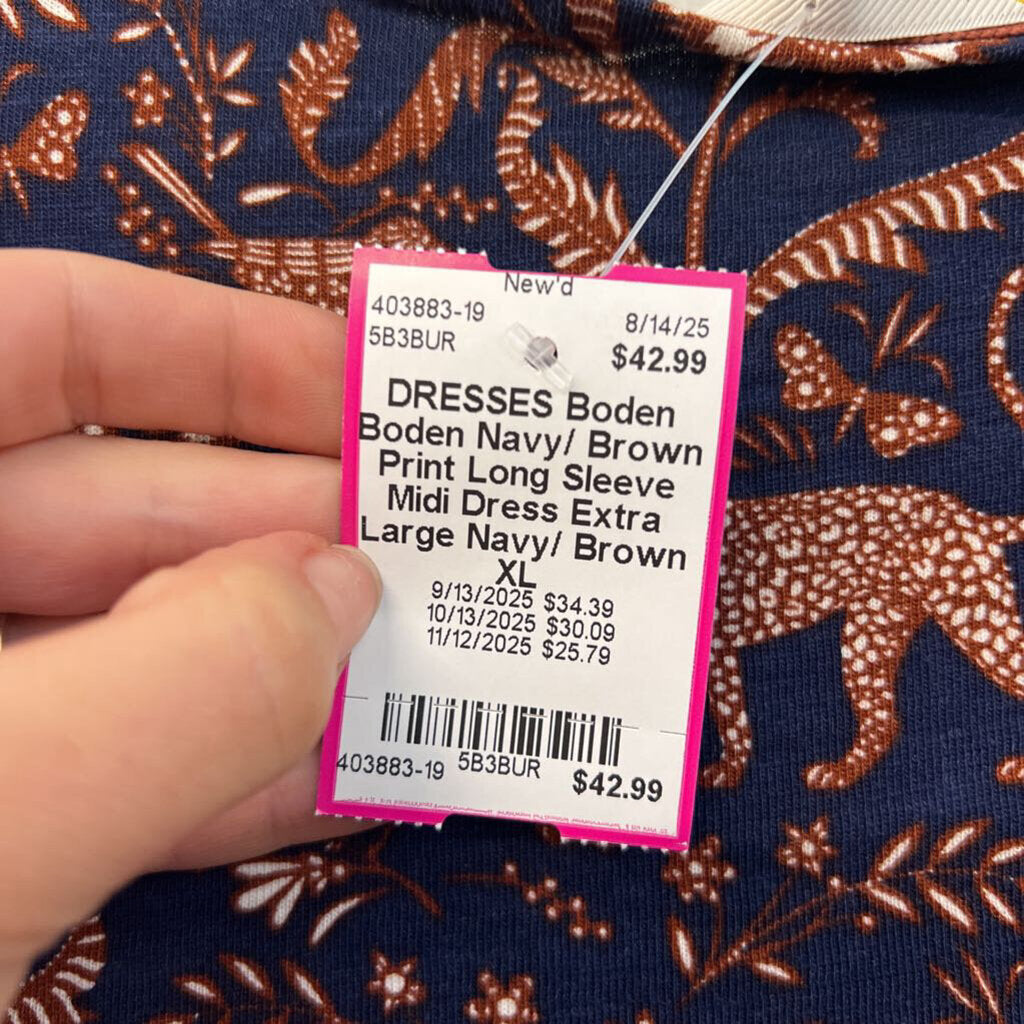 New'd
403883-19 8/14/25
5B3BUR $42.99
DRESSES Boden
Boden Navy/ Brown
Print Long Sleeve
Midi Dress Extra
Large Navy/ Brown
XL
9/13/2025 $34.39
10/13/2025 $30.09
11/12/2025 $25.79
403883-19 5B3BUR $42.99